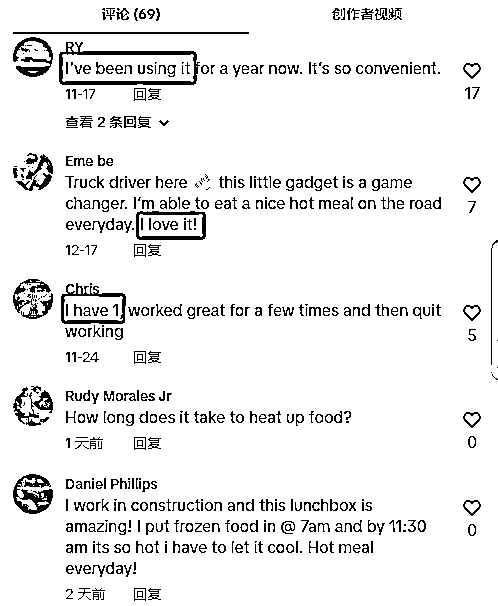 评论 (69)
创作者视频
RY
I've been using it for a year now. It's so convenient.
11-17 回复
17
查看 2 条回复
Eme be
Truck driver here this little gadget is a game
changer. I'm able to eat a nice hot meal on the road
everyday. I love it!
7
12-17 回复
Chris
I have 1, worked great for a few times and then quit
working
5
11-24 回复
Rudy Morales Jr
How long does it take to heat up food?
1 天前 回复
0
Daniel Phillips
I work in construction and this lunchbox is
amazing! I put frozen food in @ 7am and by 11:30
am its so hot i have to let it cool. Hot meal
everyday!
0
2 天前 回复